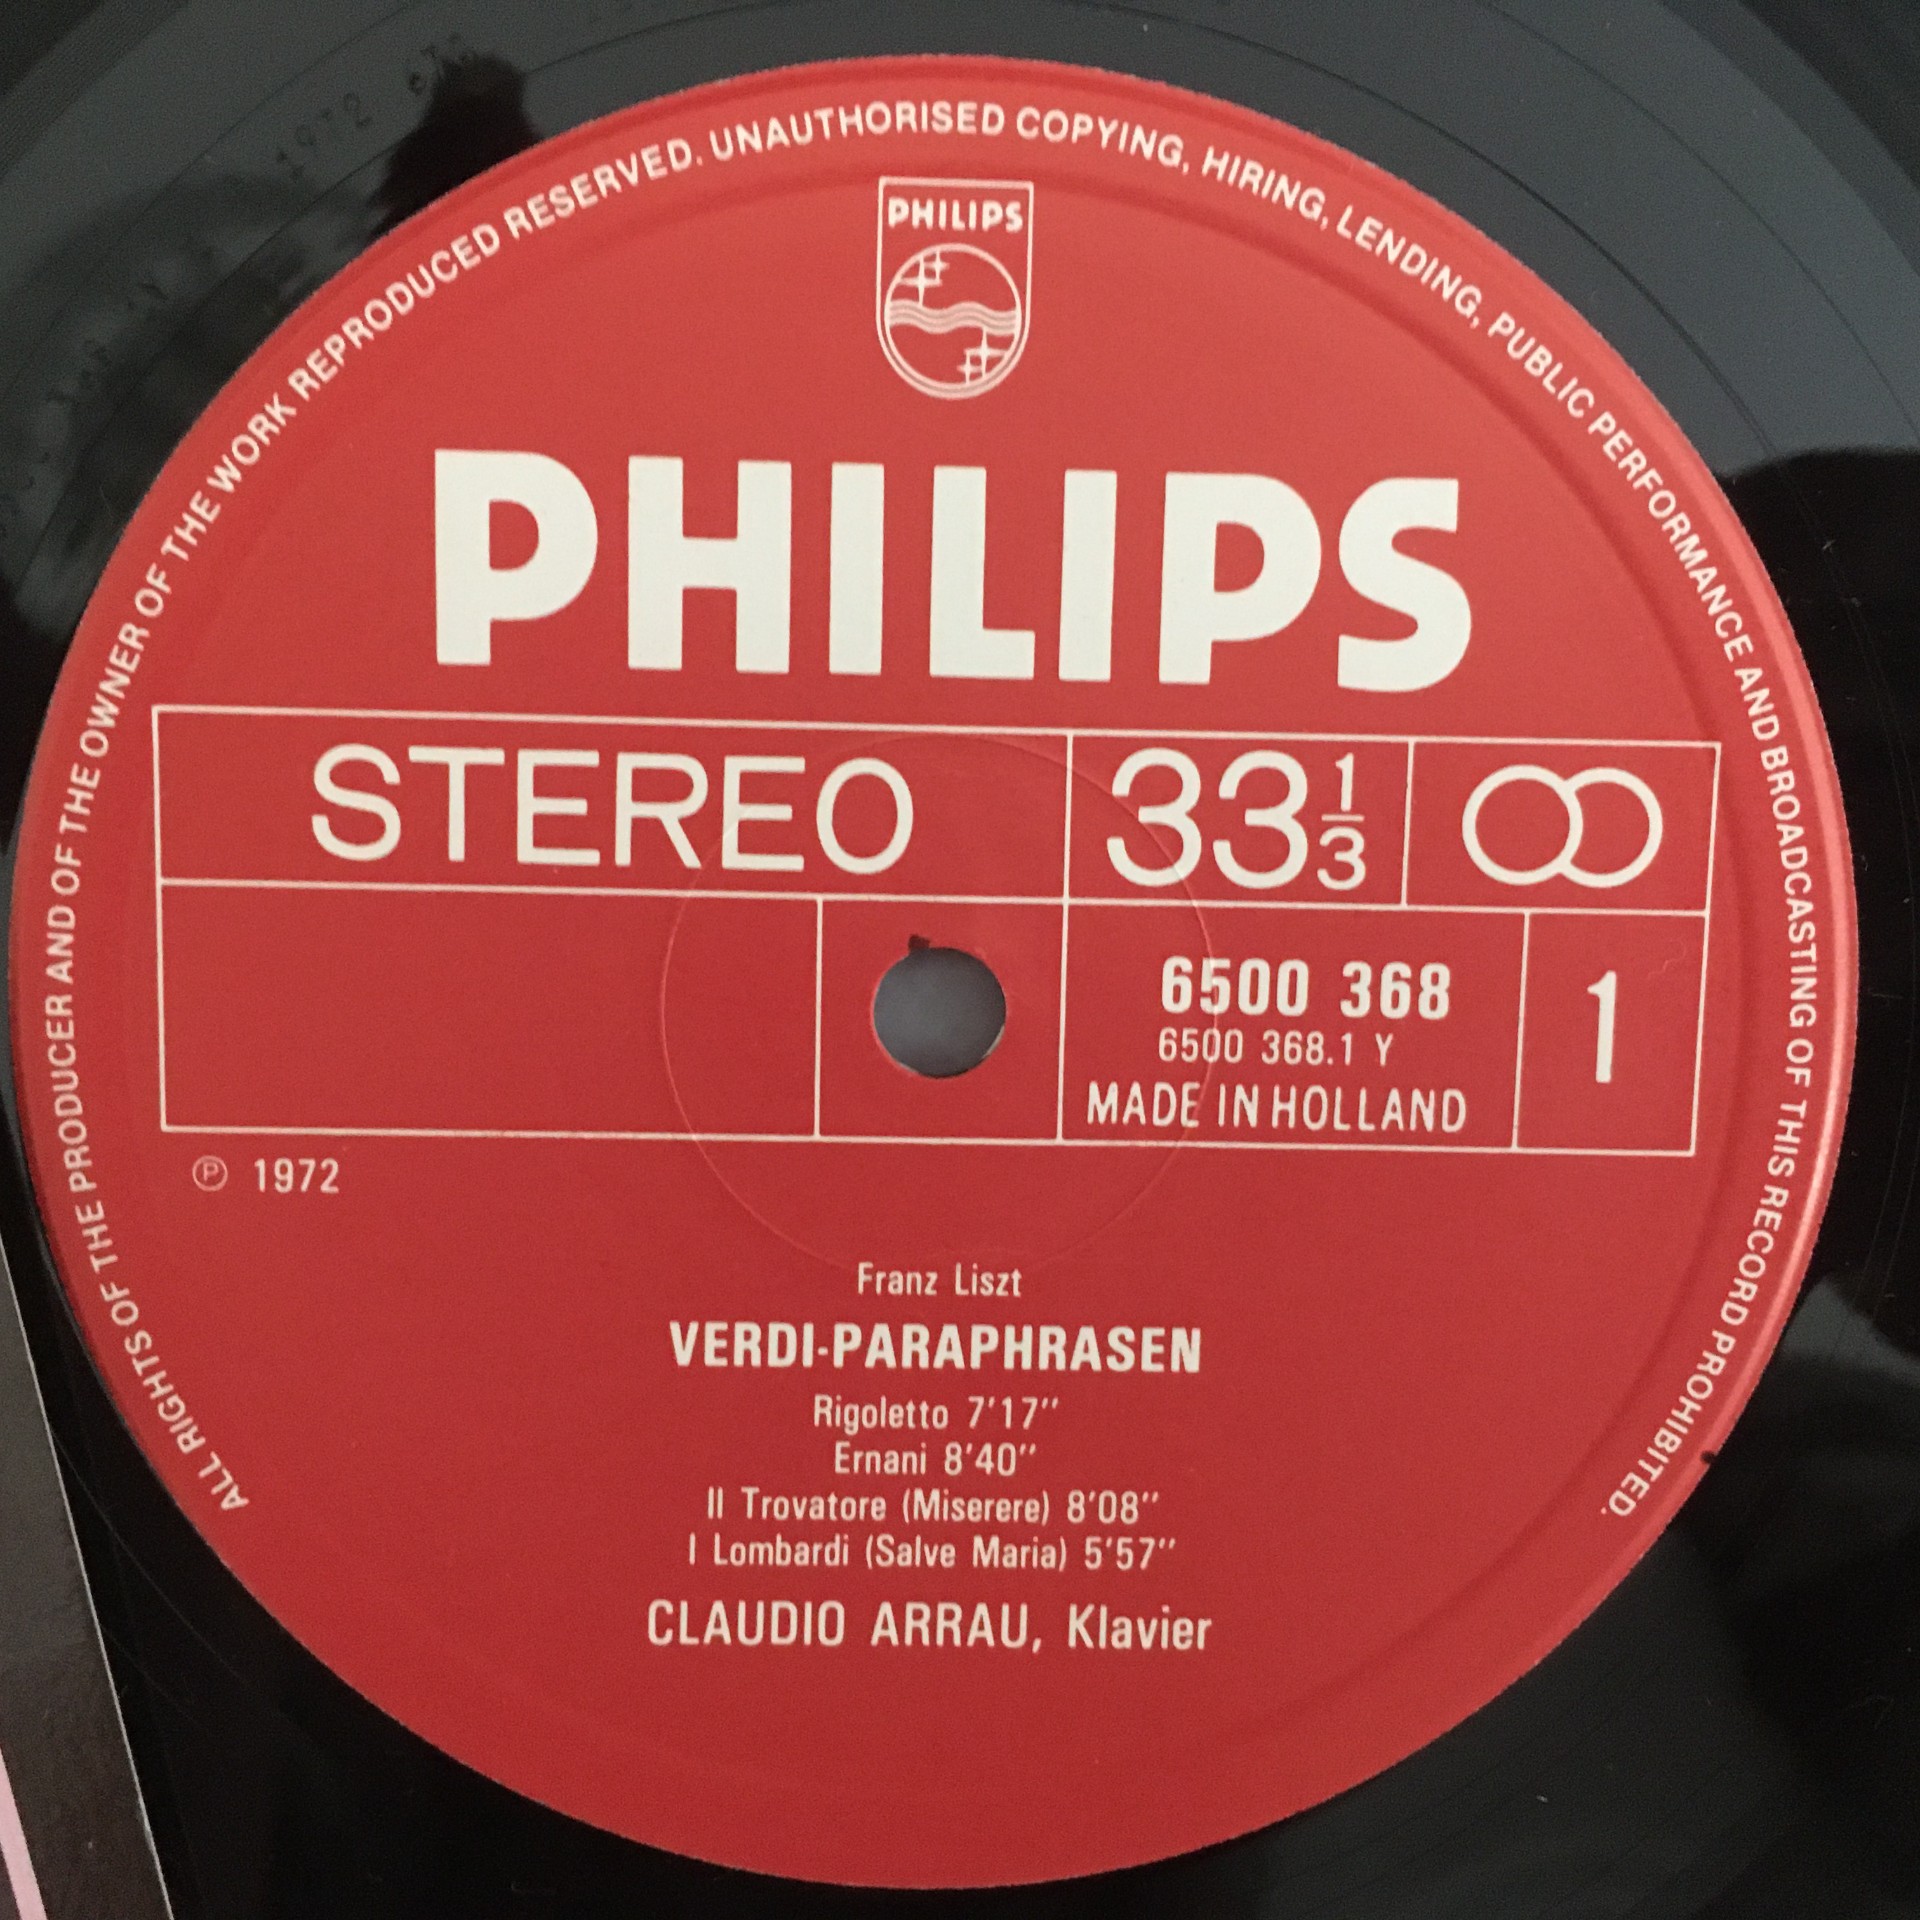 ALL RIGHTS OF THE PRODUCER AND OF THE OWNER OF THE WORK REPRODUCED RESERVED. UNAUTHORISED COPYING, HIRING, LENDING, PUBLIC PERFORMANCE AND BROADCASTING OF THIS RECORD PROHIBITED.
PHILIPS
PHILIPS
STEREO 33 1/3
6500 368 1
6500 368.1 Y
MADE IN HOLLAND
℗ 1972
Franz Liszt
VERDI-PARAPHRASEN
Rigoletto 7'17''
Ernani 8'40''
Il Trovatore (Miserere) 8'08''
I Lombardi (Salve Maria) 5'57''
CLAUDIO ARRAU, Klavier